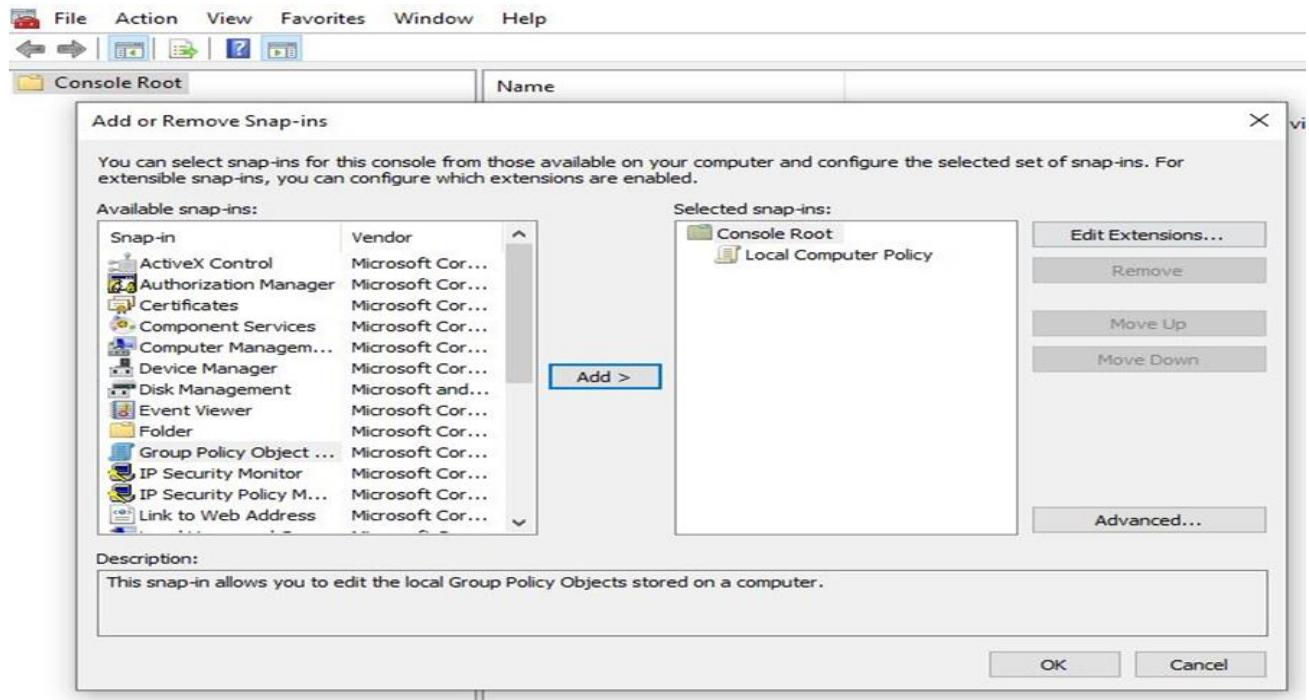 File Action View Favorites Window Help
Console Root
Name
Add or Remove Snap-ins
vi
You can select snap-ins for this console from those available on your computer and configure the selected set of snap-ins. For
extensible snap-ins, you can configure which extensions are enabled.
Available snap-ins:
Snap-in Vendor
ActiveX Control Microsoft Cor...
Authorization Manager Microsoft Cor...
Certificates Microsoft Cor...
Component Services Microsoft Cor...
Computer Managem... Microsoft Cor...
Device Manager Microsoft Cor...
Disk Management Microsoft and...
Event Viewer Microsoft Cor...
Folder Microsoft Cor...
Group Policy Object ... Microsoft Cor...
IP Security Monitor Microsoft Cor...
IP Security Policy M... Microsoft Cor...
Link to Web Address Microsoft Cor...
Add >
Selected snap-ins:
Console Root
Local Computer Policy
Edit Extensions...
Remove
Move Up
Move Down
Advanced...
Description:
This snap-in allows you to edit the local Group Policy Objects stored on a computer.
OK Cancel